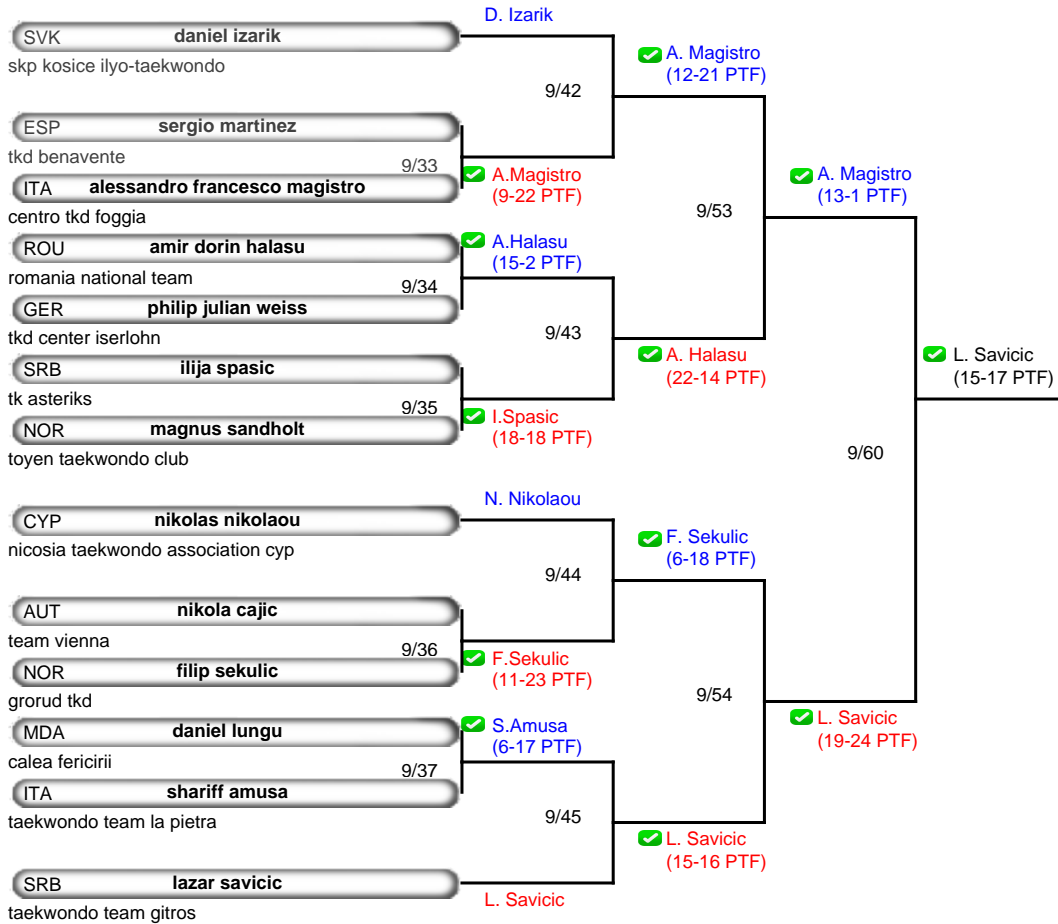 D. Izarik
SVK daniel izarik
skp kosice ilyo-taekwondo
A. Magistro
(12-21 PTF)
9/42
ESP sergio martinez
tkd benavente
9/33
A.Magistro
(9-22 PTF)
ITA alessandro francesco magistro
centro tkd foggia
A. Magistro
(13-1 PTF)
9/53
ROU amir dorin halasu
romania national team
A.Halasu
(15-2 PTF)
9/34
GER philip julian weiss
tkd center iserlohn
9/43
A. Halasu
(22-14 PTF)
SRB ilija spasic
tk asteriks
9/35
I.Spasic
(18-18 PTF)
NOR magnus sandholt
toyen taekwondo club
L. Savicic
(15-17 PTF)
9/60
N. Nikolaou
CYP nikolas nikolaou
nicosia taekwondo association cyp
F. Sekulic
(6-18 PTF)
9/44
AUT nikola cajic
team vienna
9/36
F.Sekulic
(11-23 PTF)
NOR filip sekulic
grorud tkd
9/54
L. Savicic
(19-24 PTF)
MDA daniel lungu
calea fericirii
S.Amusa
(6-17 PTF)
9/37
ITA shariff amusa
taekwondo team la pietra
9/45
L. Savicic
(15-16 PTF)
SRB lazar savicic
taekwondo team gitros
L. Savicic